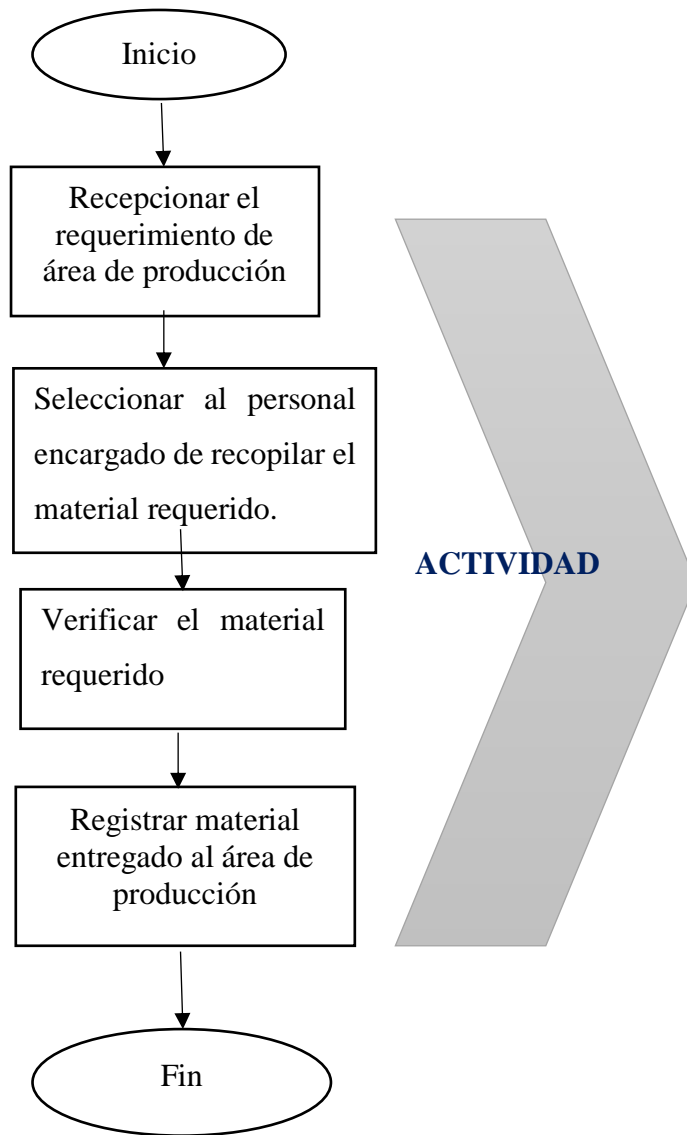 Inicio
Recepcionar el
requerimiento de
área de producción
Seleccionar al personal
encargado de recopilar el
material requerido.
ACTIVIDAD
Verificar el material
requerido
Registrar material
entregado al área de
producción
Fin